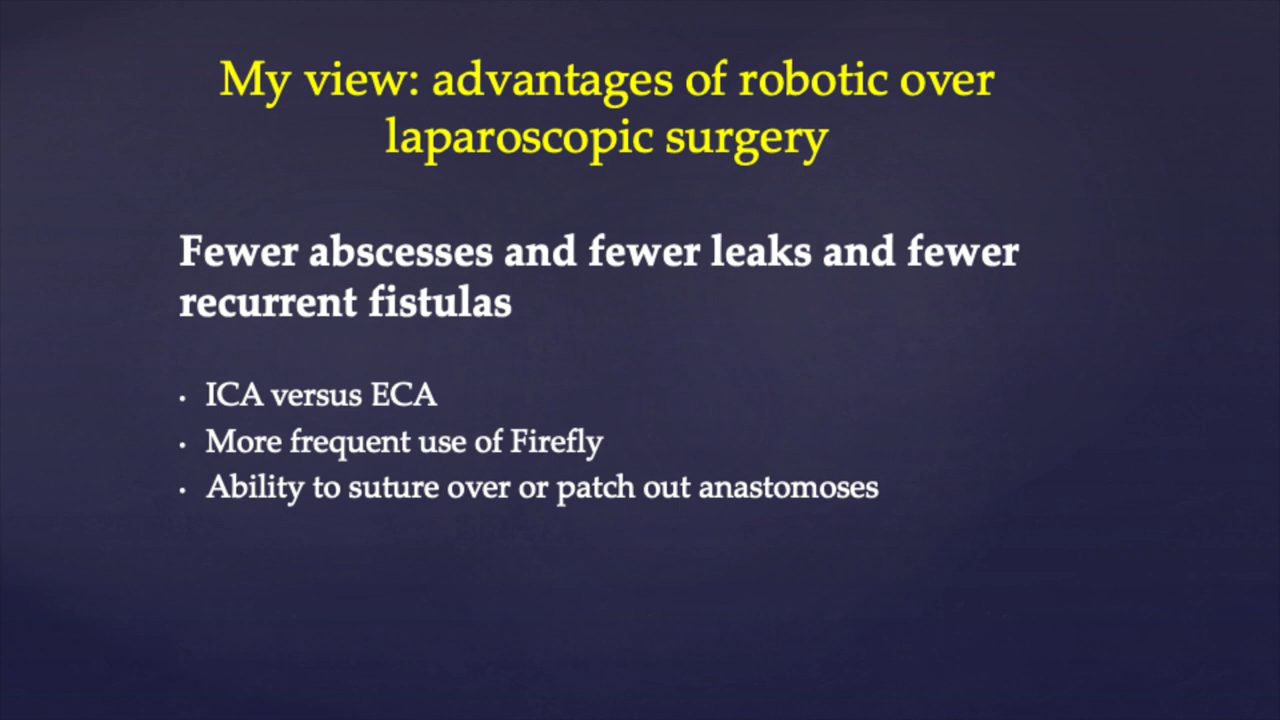 My view: advantages of robotic over
laparoscopic surgery
Fewer abscesses and fewer leaks and fewer
recurrent fistulas
• ICA versus ECA
• More frequent use of Firefly
• Ability to suture over or patch out anastomoses